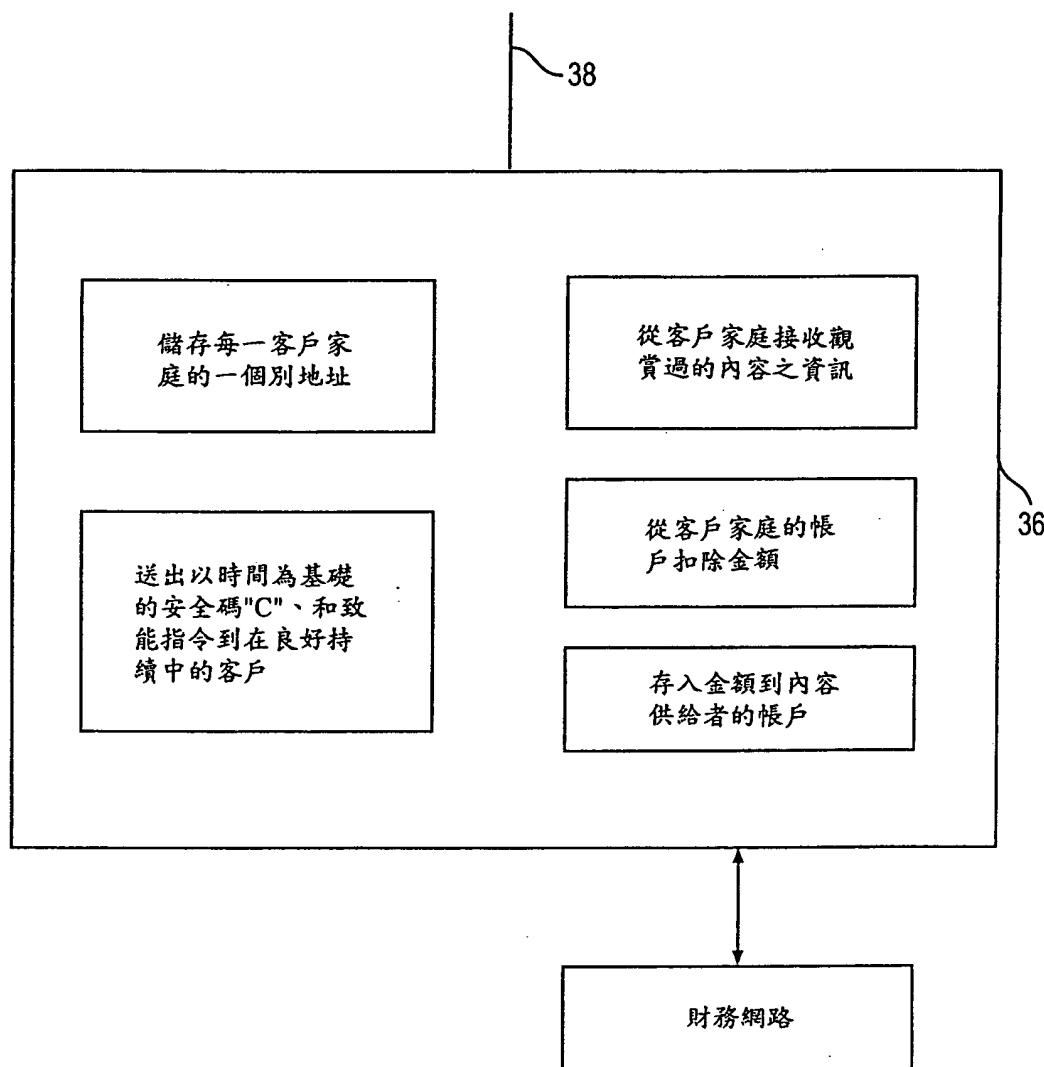 38
儲存每一客戶家
庭的一個別地址
從客戶家庭接收觀
賞過的內容之資訊
36
從客戶家庭的帳
戶扣除金額
送出以時間為基礎
的安全碼"C"、和致
能指令到在良好持
續中的客戶
存入金額到內容
供給者的帳戶
財務網路